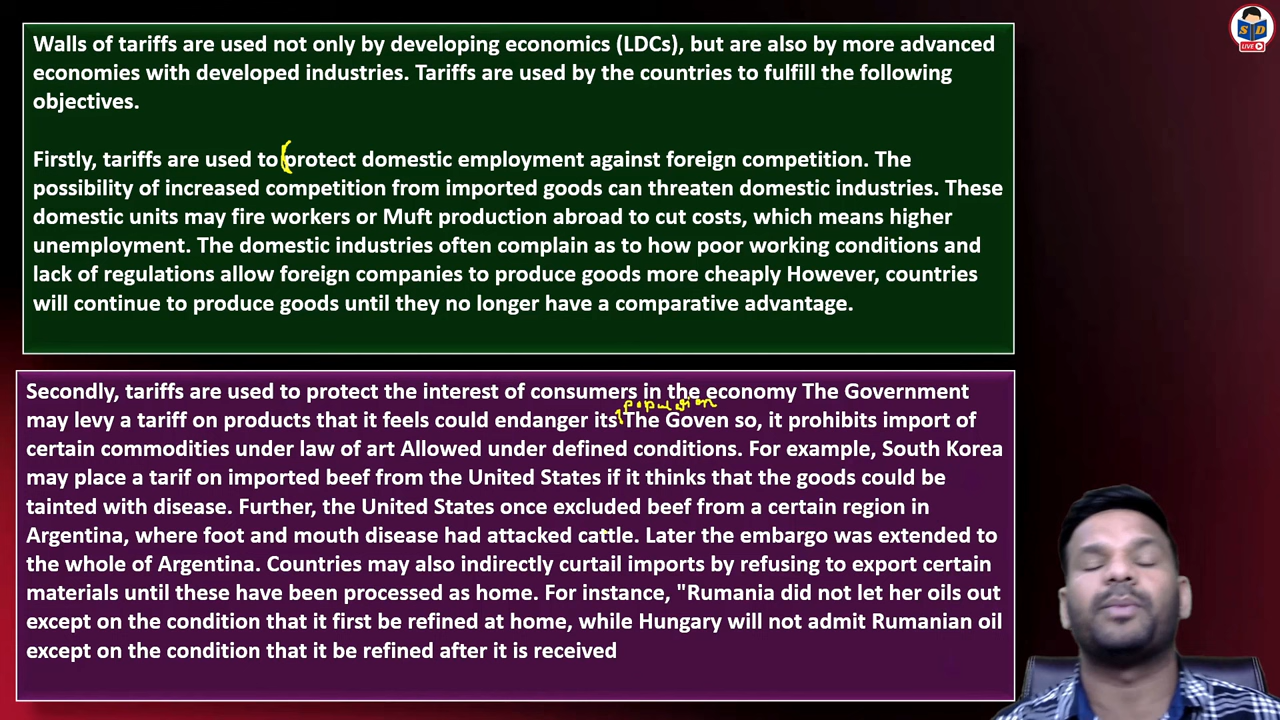 Walls of tariffs are used not only by developing economics (LDCs), but are also by more advanced
economies with developed industries. Tariffs are used by the countries to fulfill the following
objectives.
Firstly, tariffs are used to (protect domestic employment against foreign competition. The
possibility of increased competition from imported goods can threaten domestic industries. These
domestic units may fire workers or Muft production abroad to cut costs, which means higher
unemployment. The domestic industries often complain as to how poor working conditions and
lack of regulations allow foreign companies to produce goods more cheaply However, countries
will continue to produce goods until they no longer have a comparative advantage.
Secondly, tariffs are used to protect the interest of consumers in the economy The Government
population
may levy a tariff on products that it feels could endanger its The Goven so, it prohibits import of
certain commodities under law of art Allowed under defined conditions. For example, South Korea
may place a tarif on imported beef from the United States if it thinks that the goods could be
tainted with disease. Further, the United States once excluded beef from a certain region in
Argentina, where foot and mouth disease had attacked cattle. Later the embargo was extended to
the whole of Argentina. Countries may also indirectly curtail imports by refusing to export certain
materials until these have been processed as home. For instance, "Rumania did not let her oils out
except on the condition that it first be refined at home, while Hungary will not admit Rumanian oil
except on the condition that it be refined after it is received
S D
LIVE